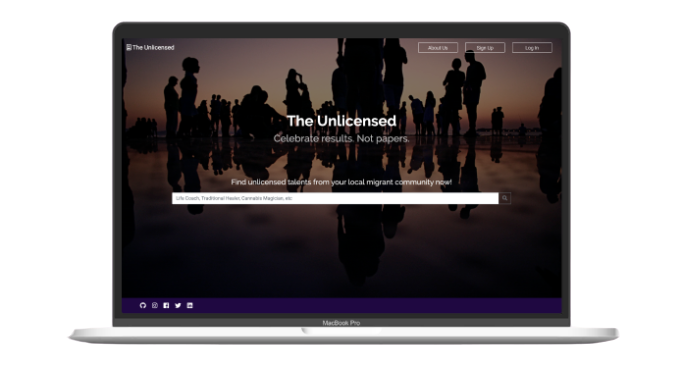 The Unlicensed
About Us
Sign Up
Log In
The Unlicensed
Celebrate results. Not papers.
Find unlicensed talents from your local migrant community now!
Life Coach, Traditional Healer, Cannabis Magician, etc
MacBook Pro